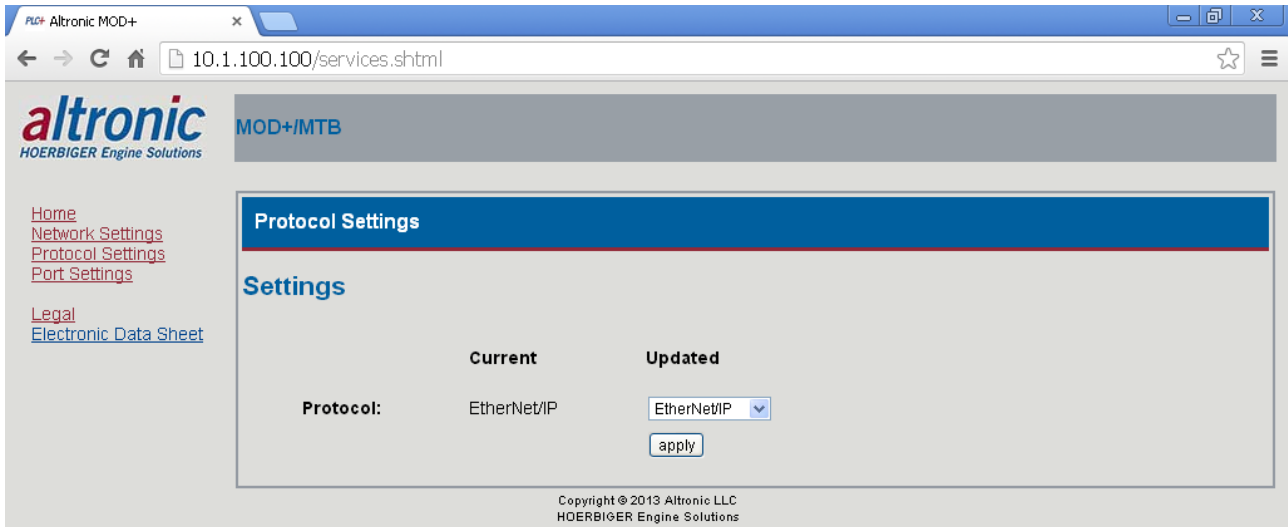 PLC+ Altronic MOD+
10.1.100.100/services.shtml
altronic
HOERBIGER Engine Solutions
MOD+/MTB
Home
Network Settings
Protocol Settings
Port Settings
Legal
Electronic Data Sheet
Protocol Settings
Settings
Current Updated
Protocol: EtherNet/IP EtherNet/IP
apply
Copyright © 2013 Altronic LLC
HOERBIGER Engine Solutions